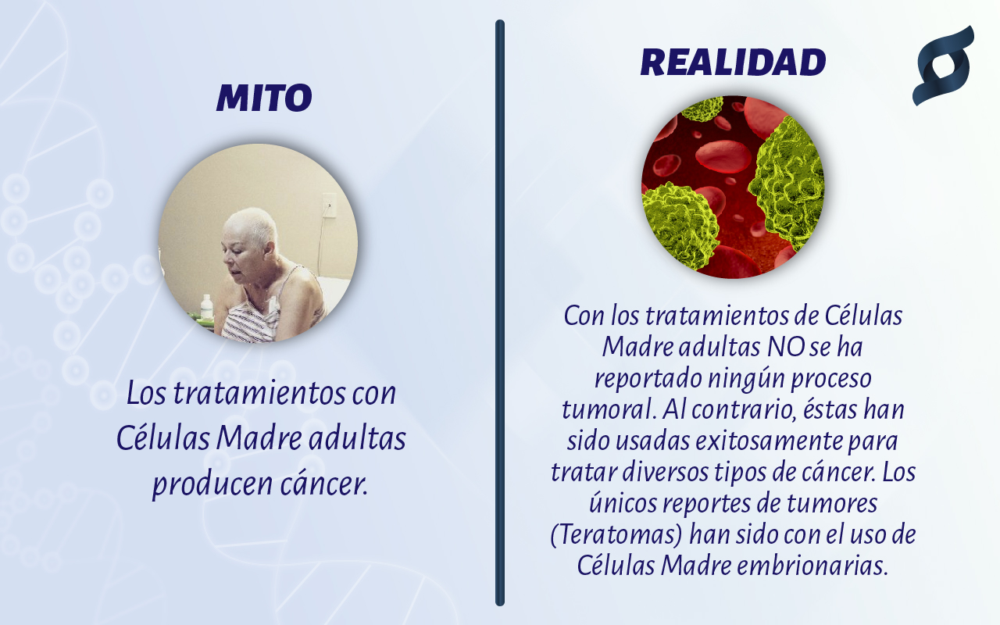 MITO
Los tratamientos con
Células Madre adultas
producen cáncer.
REALIDAD
Con los tratamientos de Células
Madre adultas NO se ha
reportado ningún proceso
tumoral. Al contrario, éstas han
sido usadas exitosamente para
tratar diversos tipos de cáncer. Los
únicos reportes de tumores
(Teratomas) han sido con el uso de
Células Madre embrionarias.